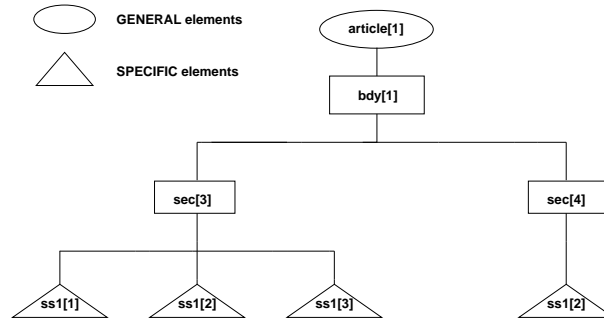 GENERAL elements
article[1]
SPECIFIC elements
bdy[1]
sec[3]
sec[4]
ss1[1]
ss1[2]
ss1[3]
ss1[2]